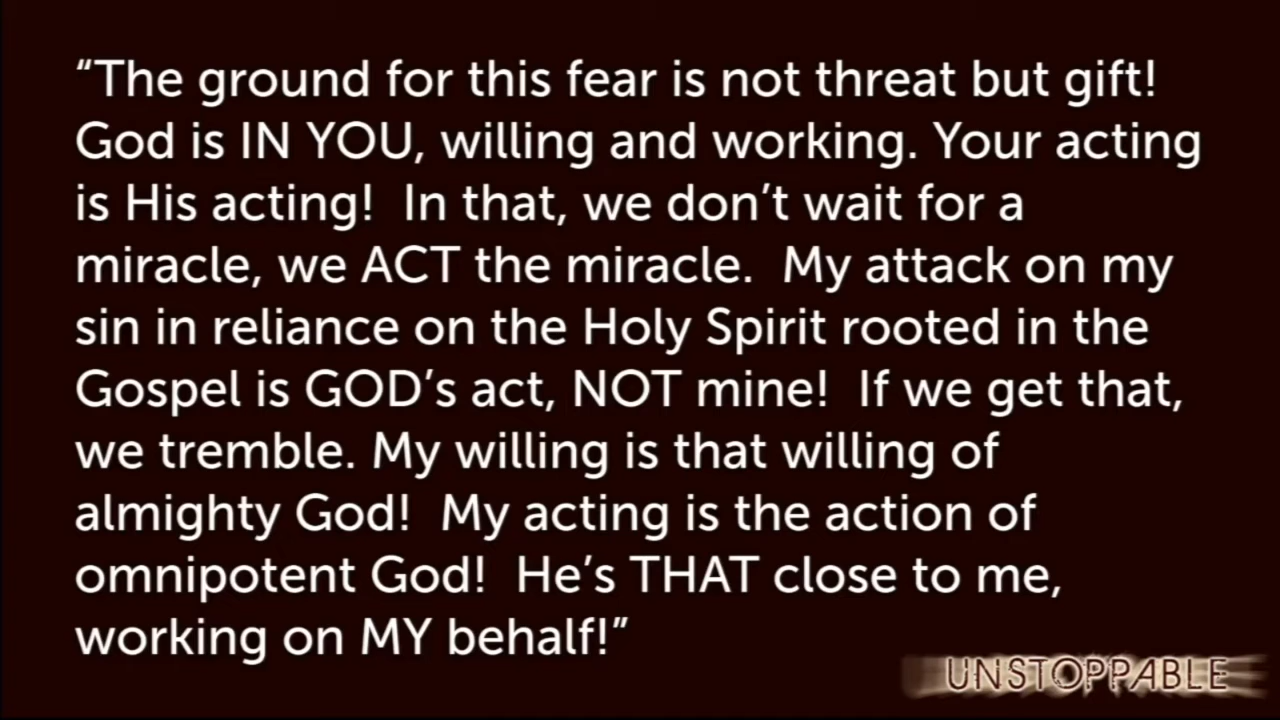 “The ground for this fear is not threat but gift!
God is IN YOU, willing and working. Your acting
is His acting!  In that, we don’t wait for a
miracle, we ACT the miracle.  My attack on my
sin in reliance on the Holy Spirit rooted in the
Gospel is GOD’s act, NOT mine!  If we get that,
we tremble. My willing is that willing of
almighty God!  My acting is the action of
omnipotent God!  He’s THAT close to me,
working on MY behalf!”
UNSTOPPABLE